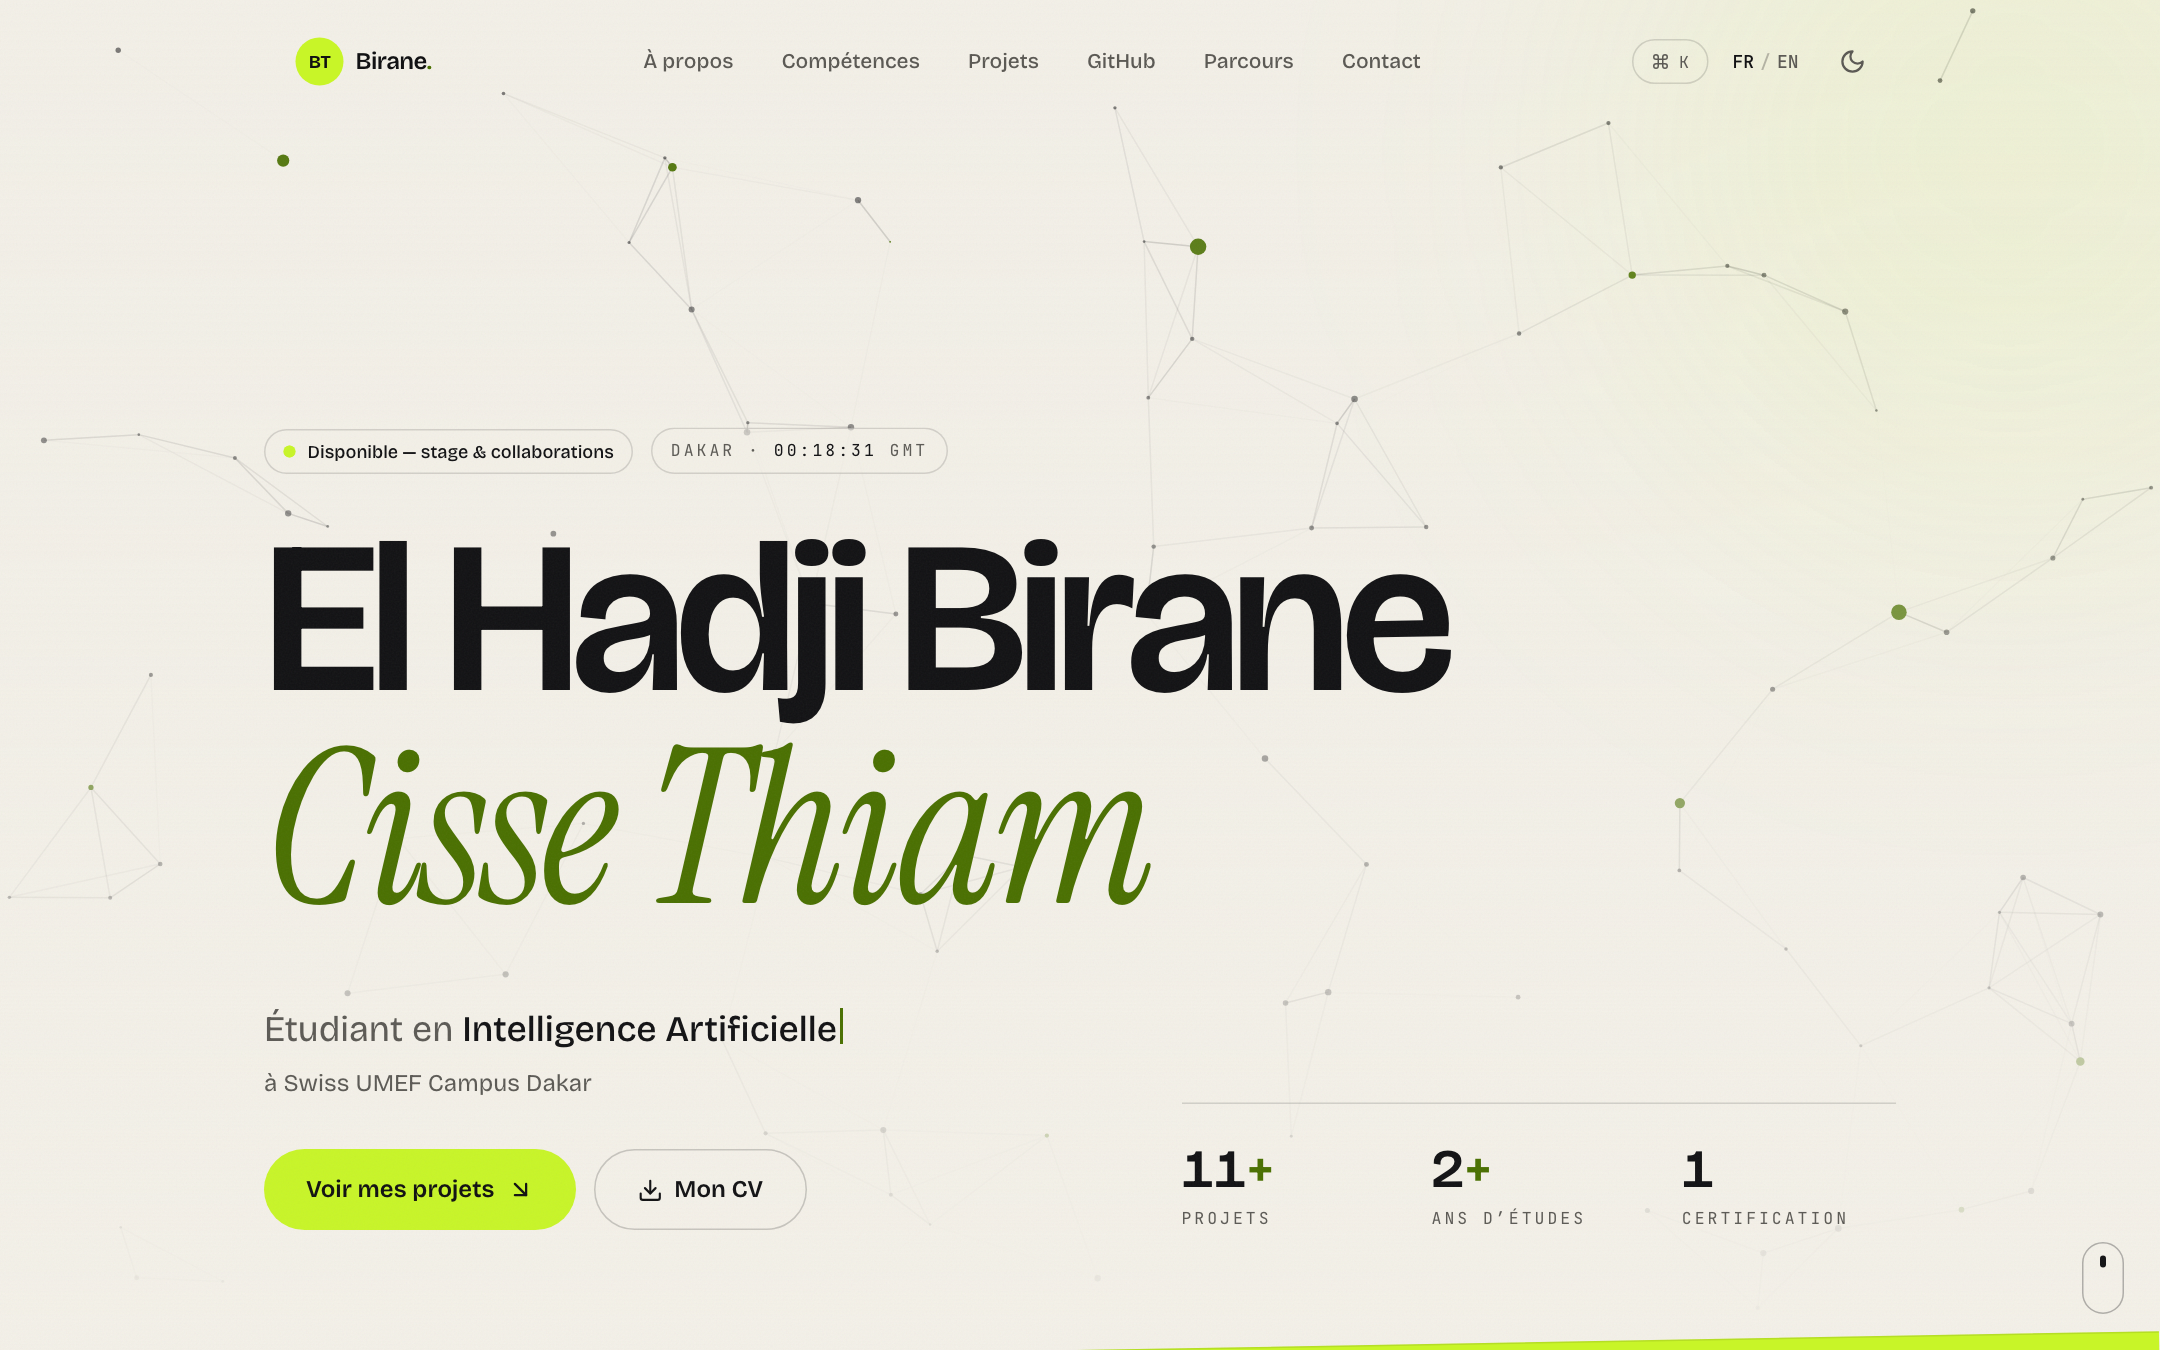 BT Birane. À propos Compétences Projets GitHub Parcours Contact ⌘ K FR / EN
Disponible — stage & collaborations DAKAR · 00:18:31 GMT
El Hadji Birane
Cisse Thiam
Étudiant en Intelligence Artificielle
à Swiss UMEF Campus Dakar
Voir mes projets Mon CV
11+ 2+ 1
PROJETS ANS D’ÉTUDES CERTIFICATION